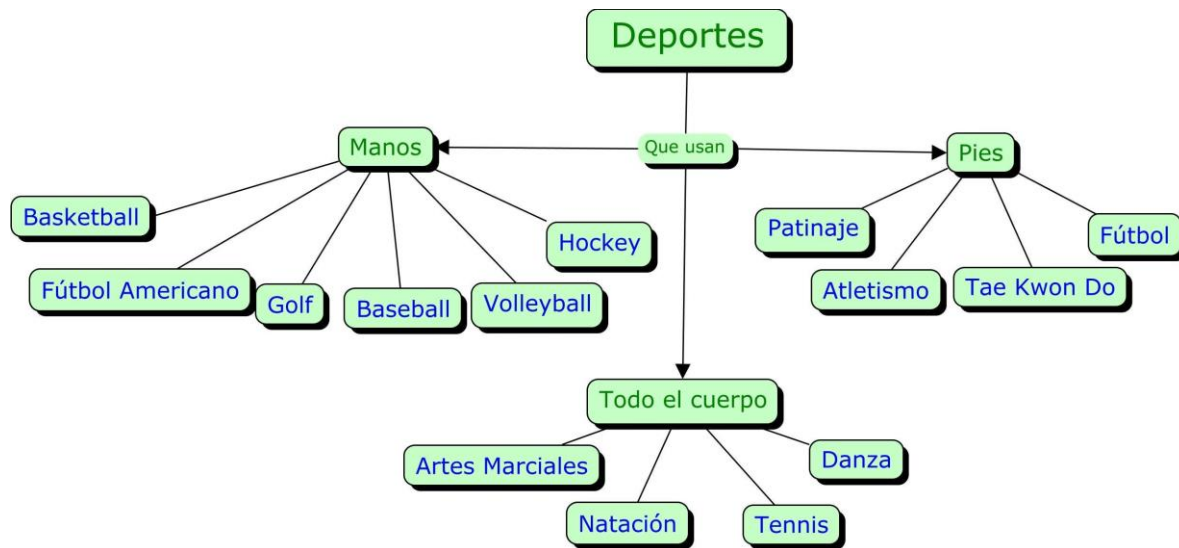 Deportes
Que usan
Manos
Pies
Basketball
Fútbol Americano
Golf
Baseball
Volleyball
Hockey
Patinaje
Atletismo
Tae Kwon Do
Fútbol
Todo el cuerpo
Artes Marciales
Natación
Tennis
Danza